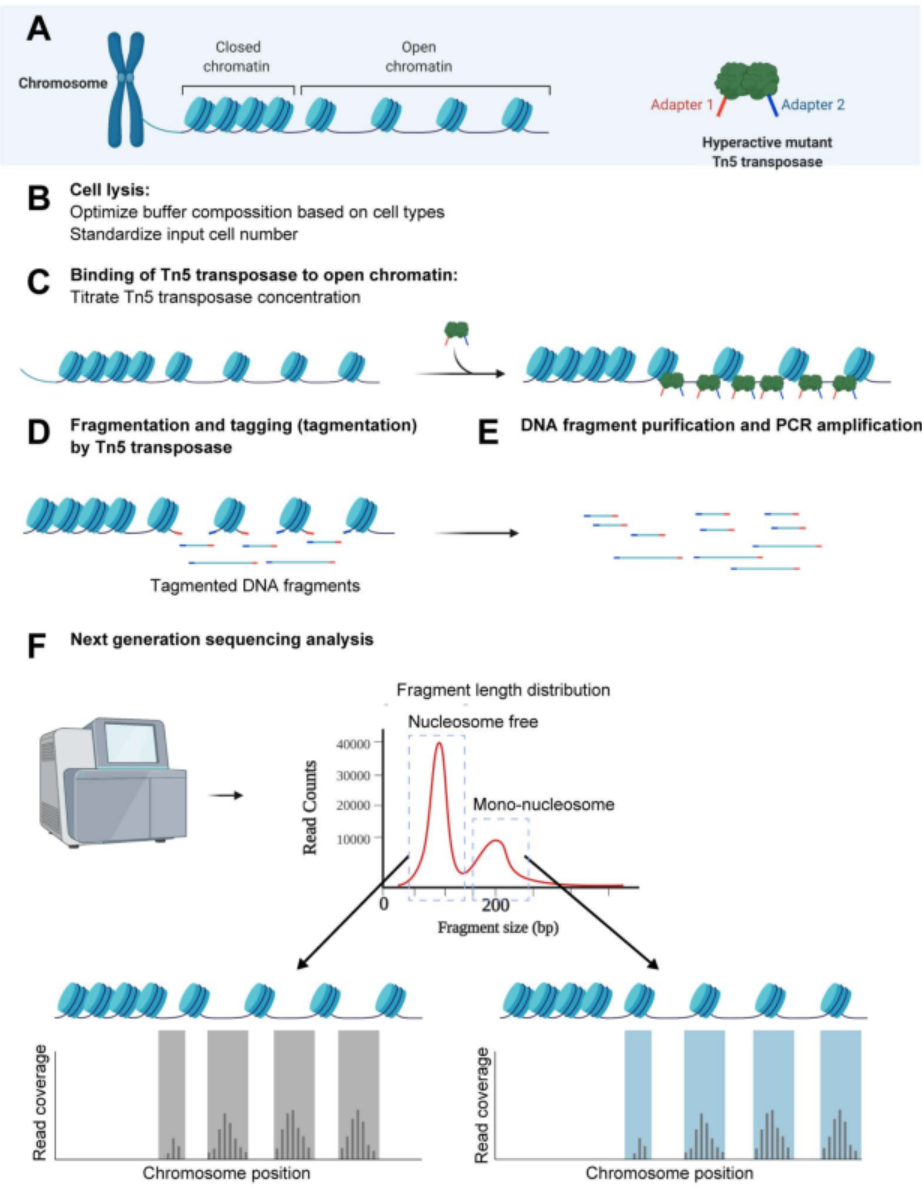 A
Closed
chromatin
Open
chromatin
Chromosome
Adapter 1
Adapter 2
Hyperactive mutant
Tn5 transposase
B
Cell lysis:
Optimize buffer compossition based on cell types
Standardize input cell number
C
Binding of Tn5 transposase to open chromatin:
Titrate Tn5 transposase concentration
D
Fragmentation and tagging (tagmentation)
by Tn5 transposase
E
DNA fragment purification and PCR amplification
Tagmented DNA fragments
F
Next generation sequencing analysis
Fragment length distribution
Nucleosome free
Mono-nucleosome
Read Counts
40000
30000
20000
10000
0
200
Fragment size (bp)
Read coverage
Chromosome position
Read coverage
Chromosome position